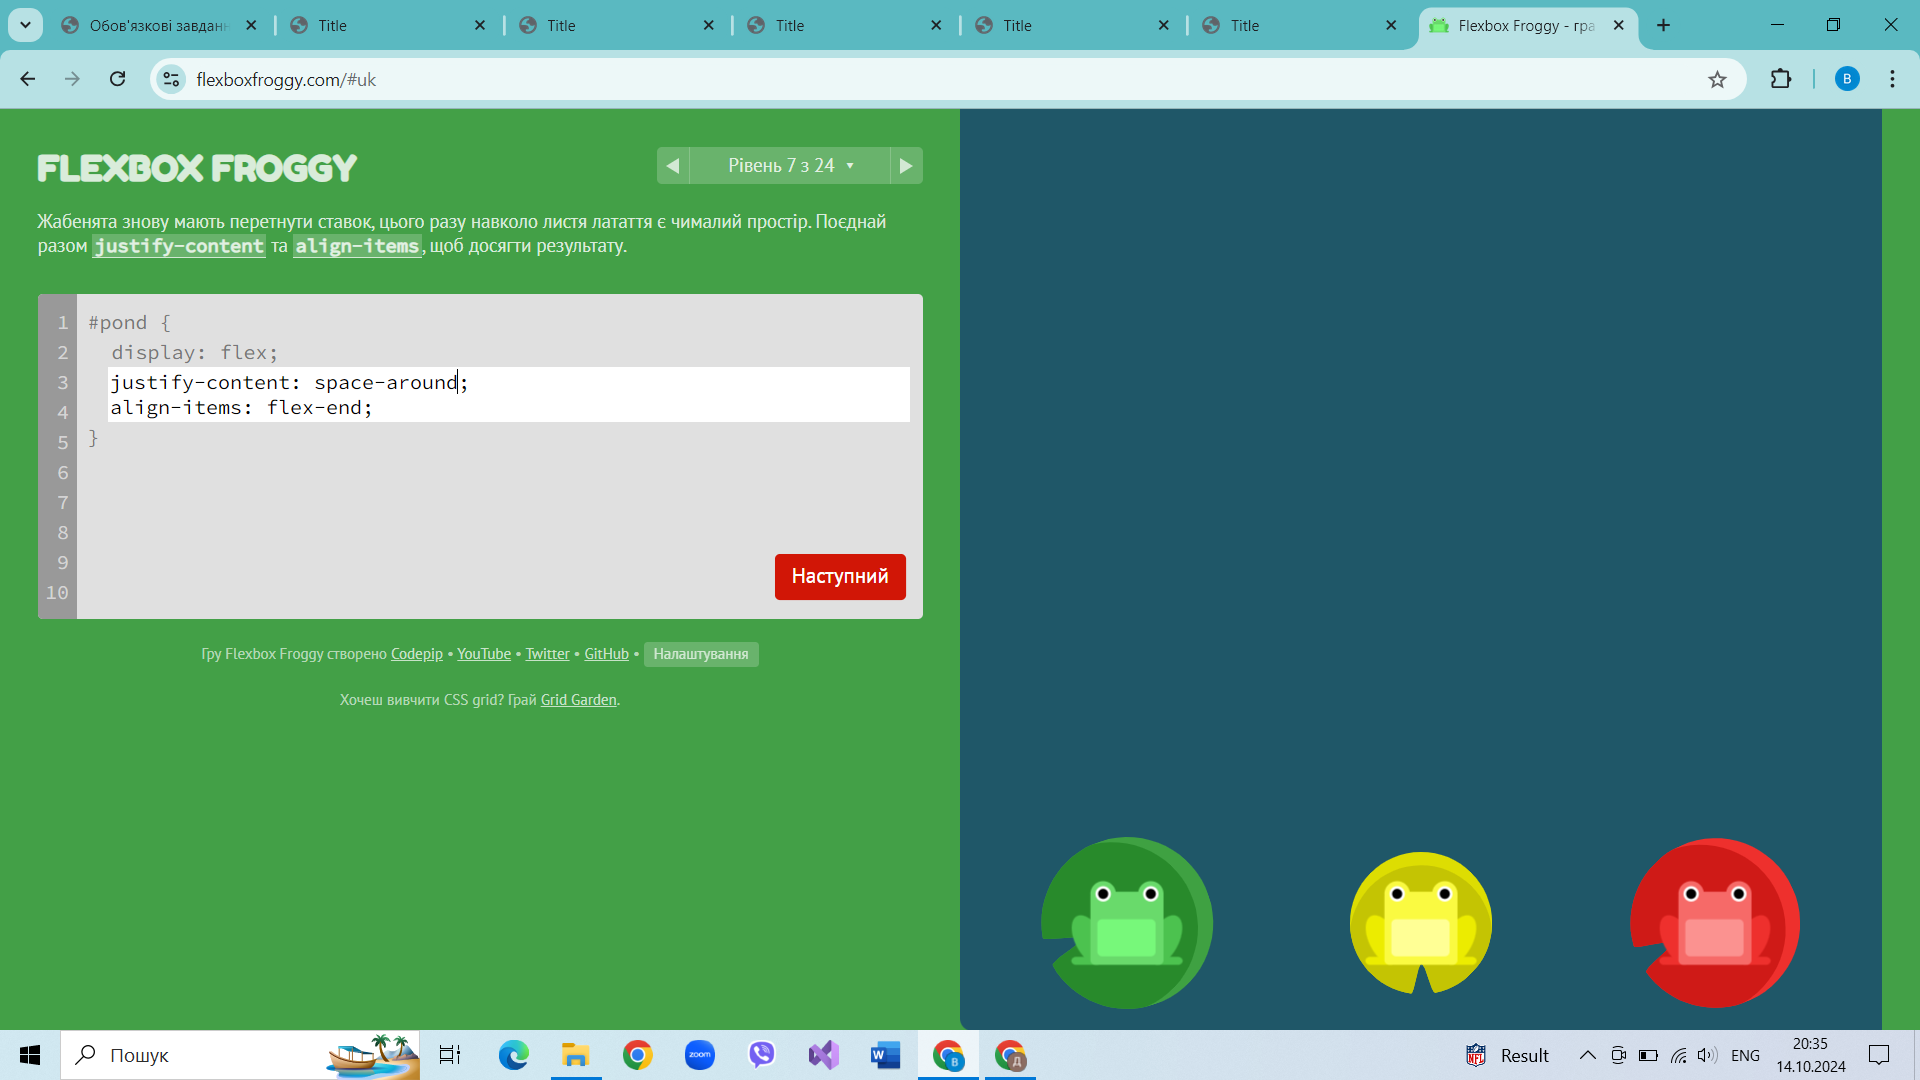 Обов'язкові завданн
Title
Title
Title
Title
Title
Flexbox Froggy - гра
flexboxfroggy.com/#uk
B
FLEXBOX FROGGY
Рівень 7 з 24
Жабенята знову мають перетнути ставок, цього разу навколо листя латаття є чималий простір. Поєднай
разом justify-content та align-items, щоб досягти результату.
1 #pond {
2 display: flex;
3 justify-content: space-around;
4 align-items: flex-end;
5 }
6
7
8
9
10
Наступний
Гру Flexbox Froggy створено Codepip • YouTube • Twitter • GitHub • Налаштування
Хочеш вивчити CSS grid? Грай Grid Garden.
Пошук
zoom
W
B
Д
NFL
Result
ENG
20:35
14.10.2024